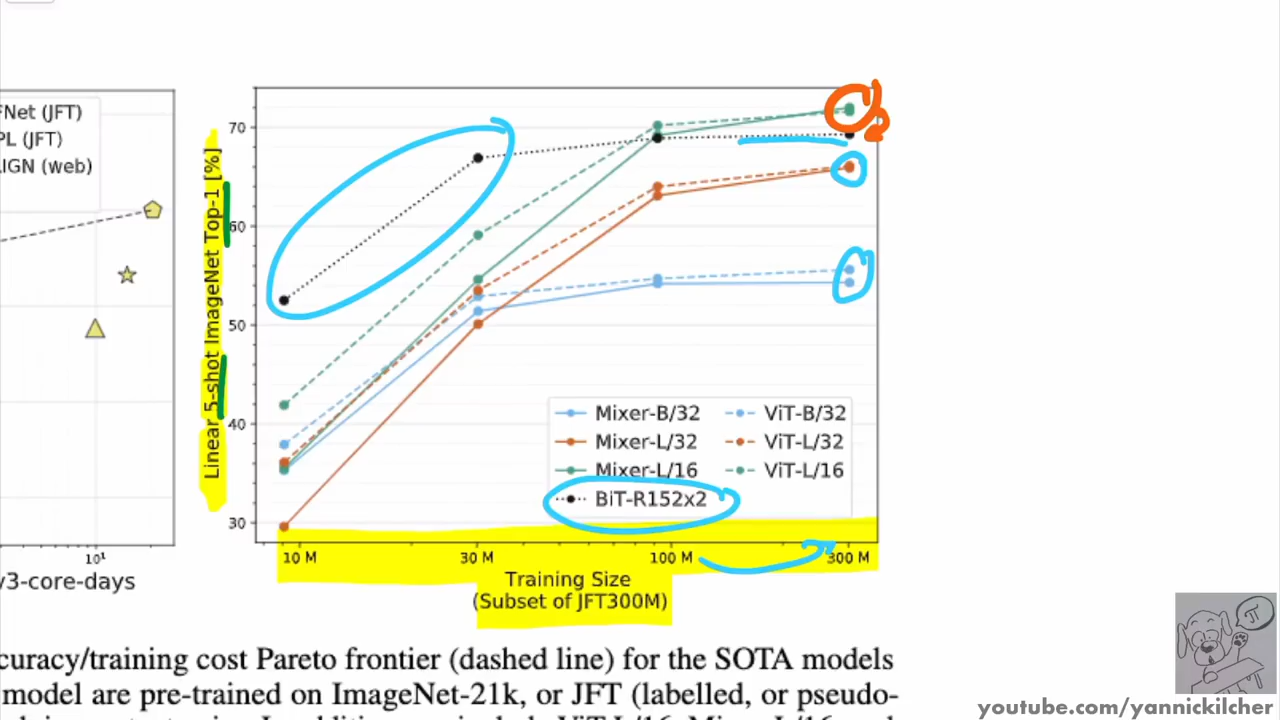 FNet (JFT)
PL (JFT)
LIGN (web)
10¹
v3-core-days
Linear 5-shot ImageNet Top-1 [%]
70
60
50
40
30
Mixer-B/32
ViT-B/32
Mixer-L/32
ViT-L/32
Mixer-L/16
ViT-L/16
BiT-R152x2
10 M
30 M
100 M
300 M
Training Size
(Subset of JFT300M)
curacy/training cost Pareto frontier (dashed line) for the SOTA models
model are pre-trained on ImageNet-21k, or JFT (labelled, or pseudo-
youtube.com/yannickilcher